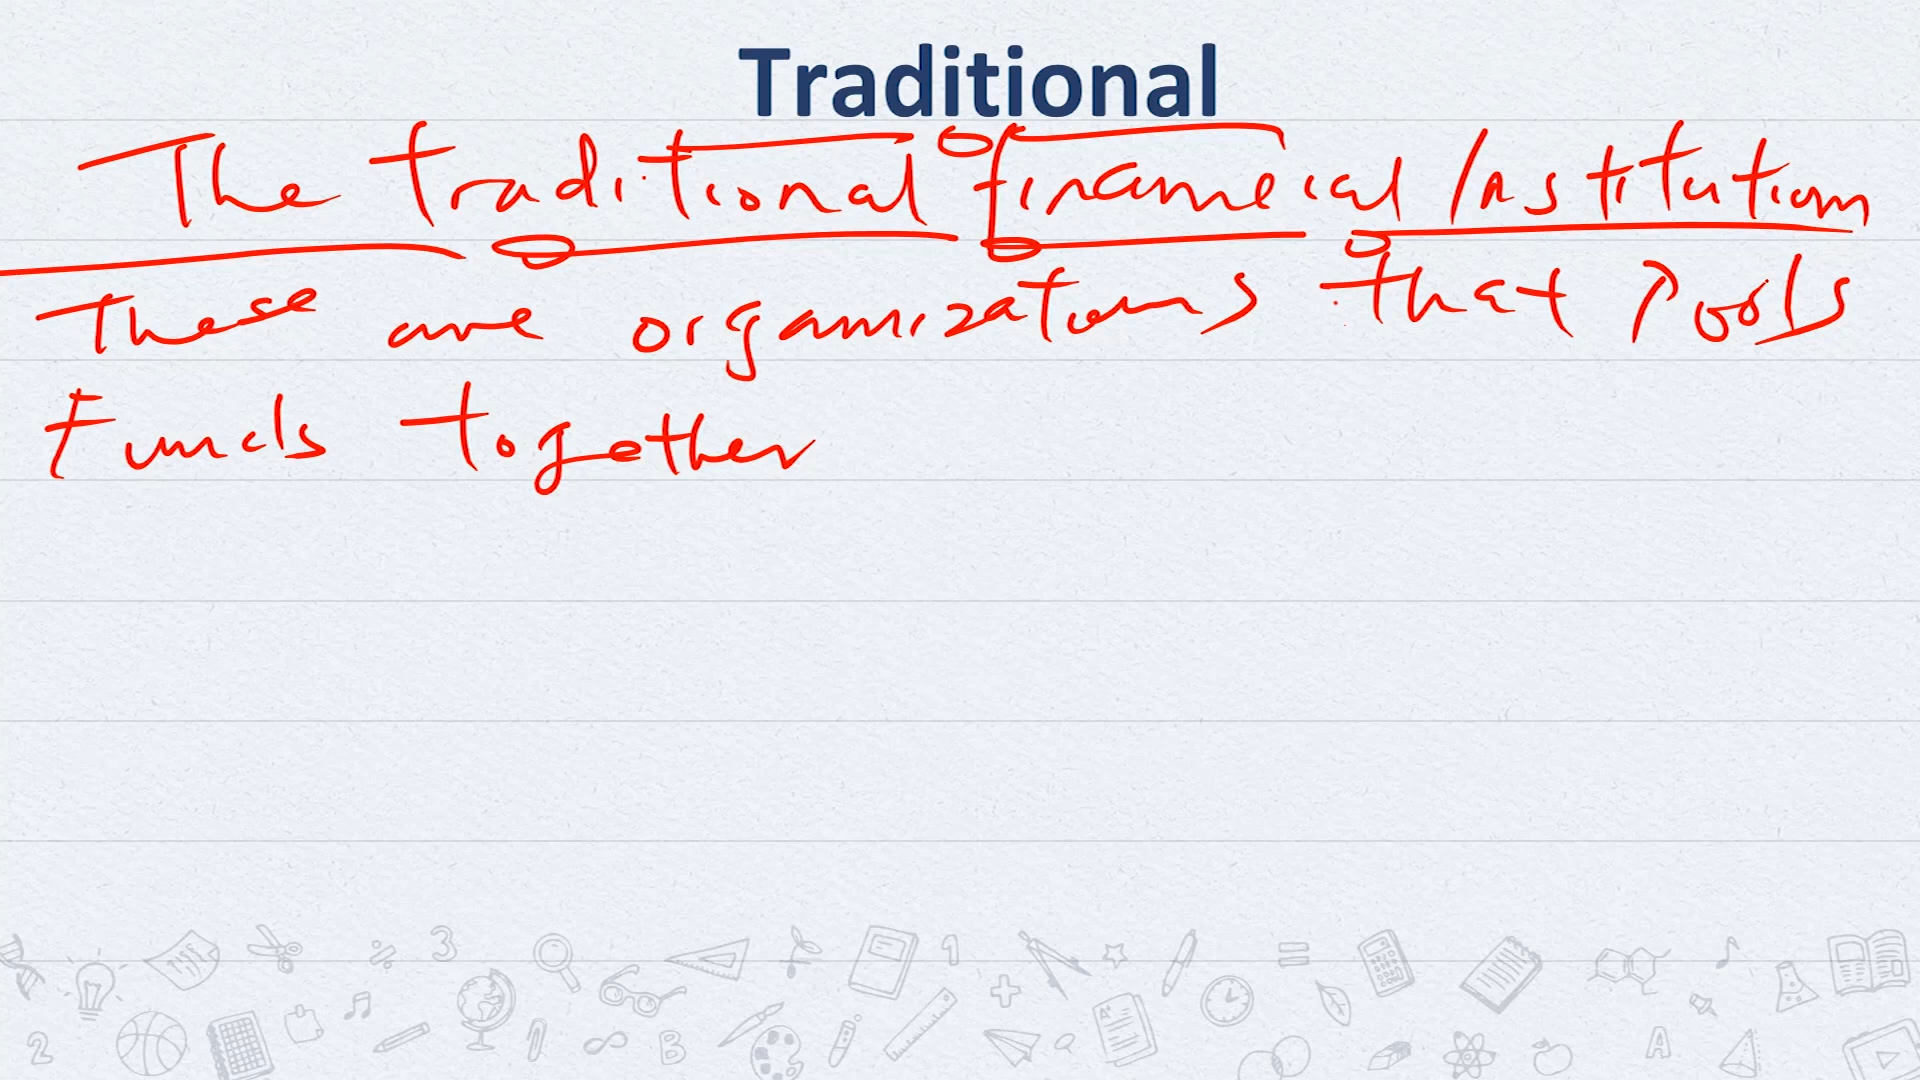 Traditional
The traditional financial Institution
These are organizations that Pools
Funds together